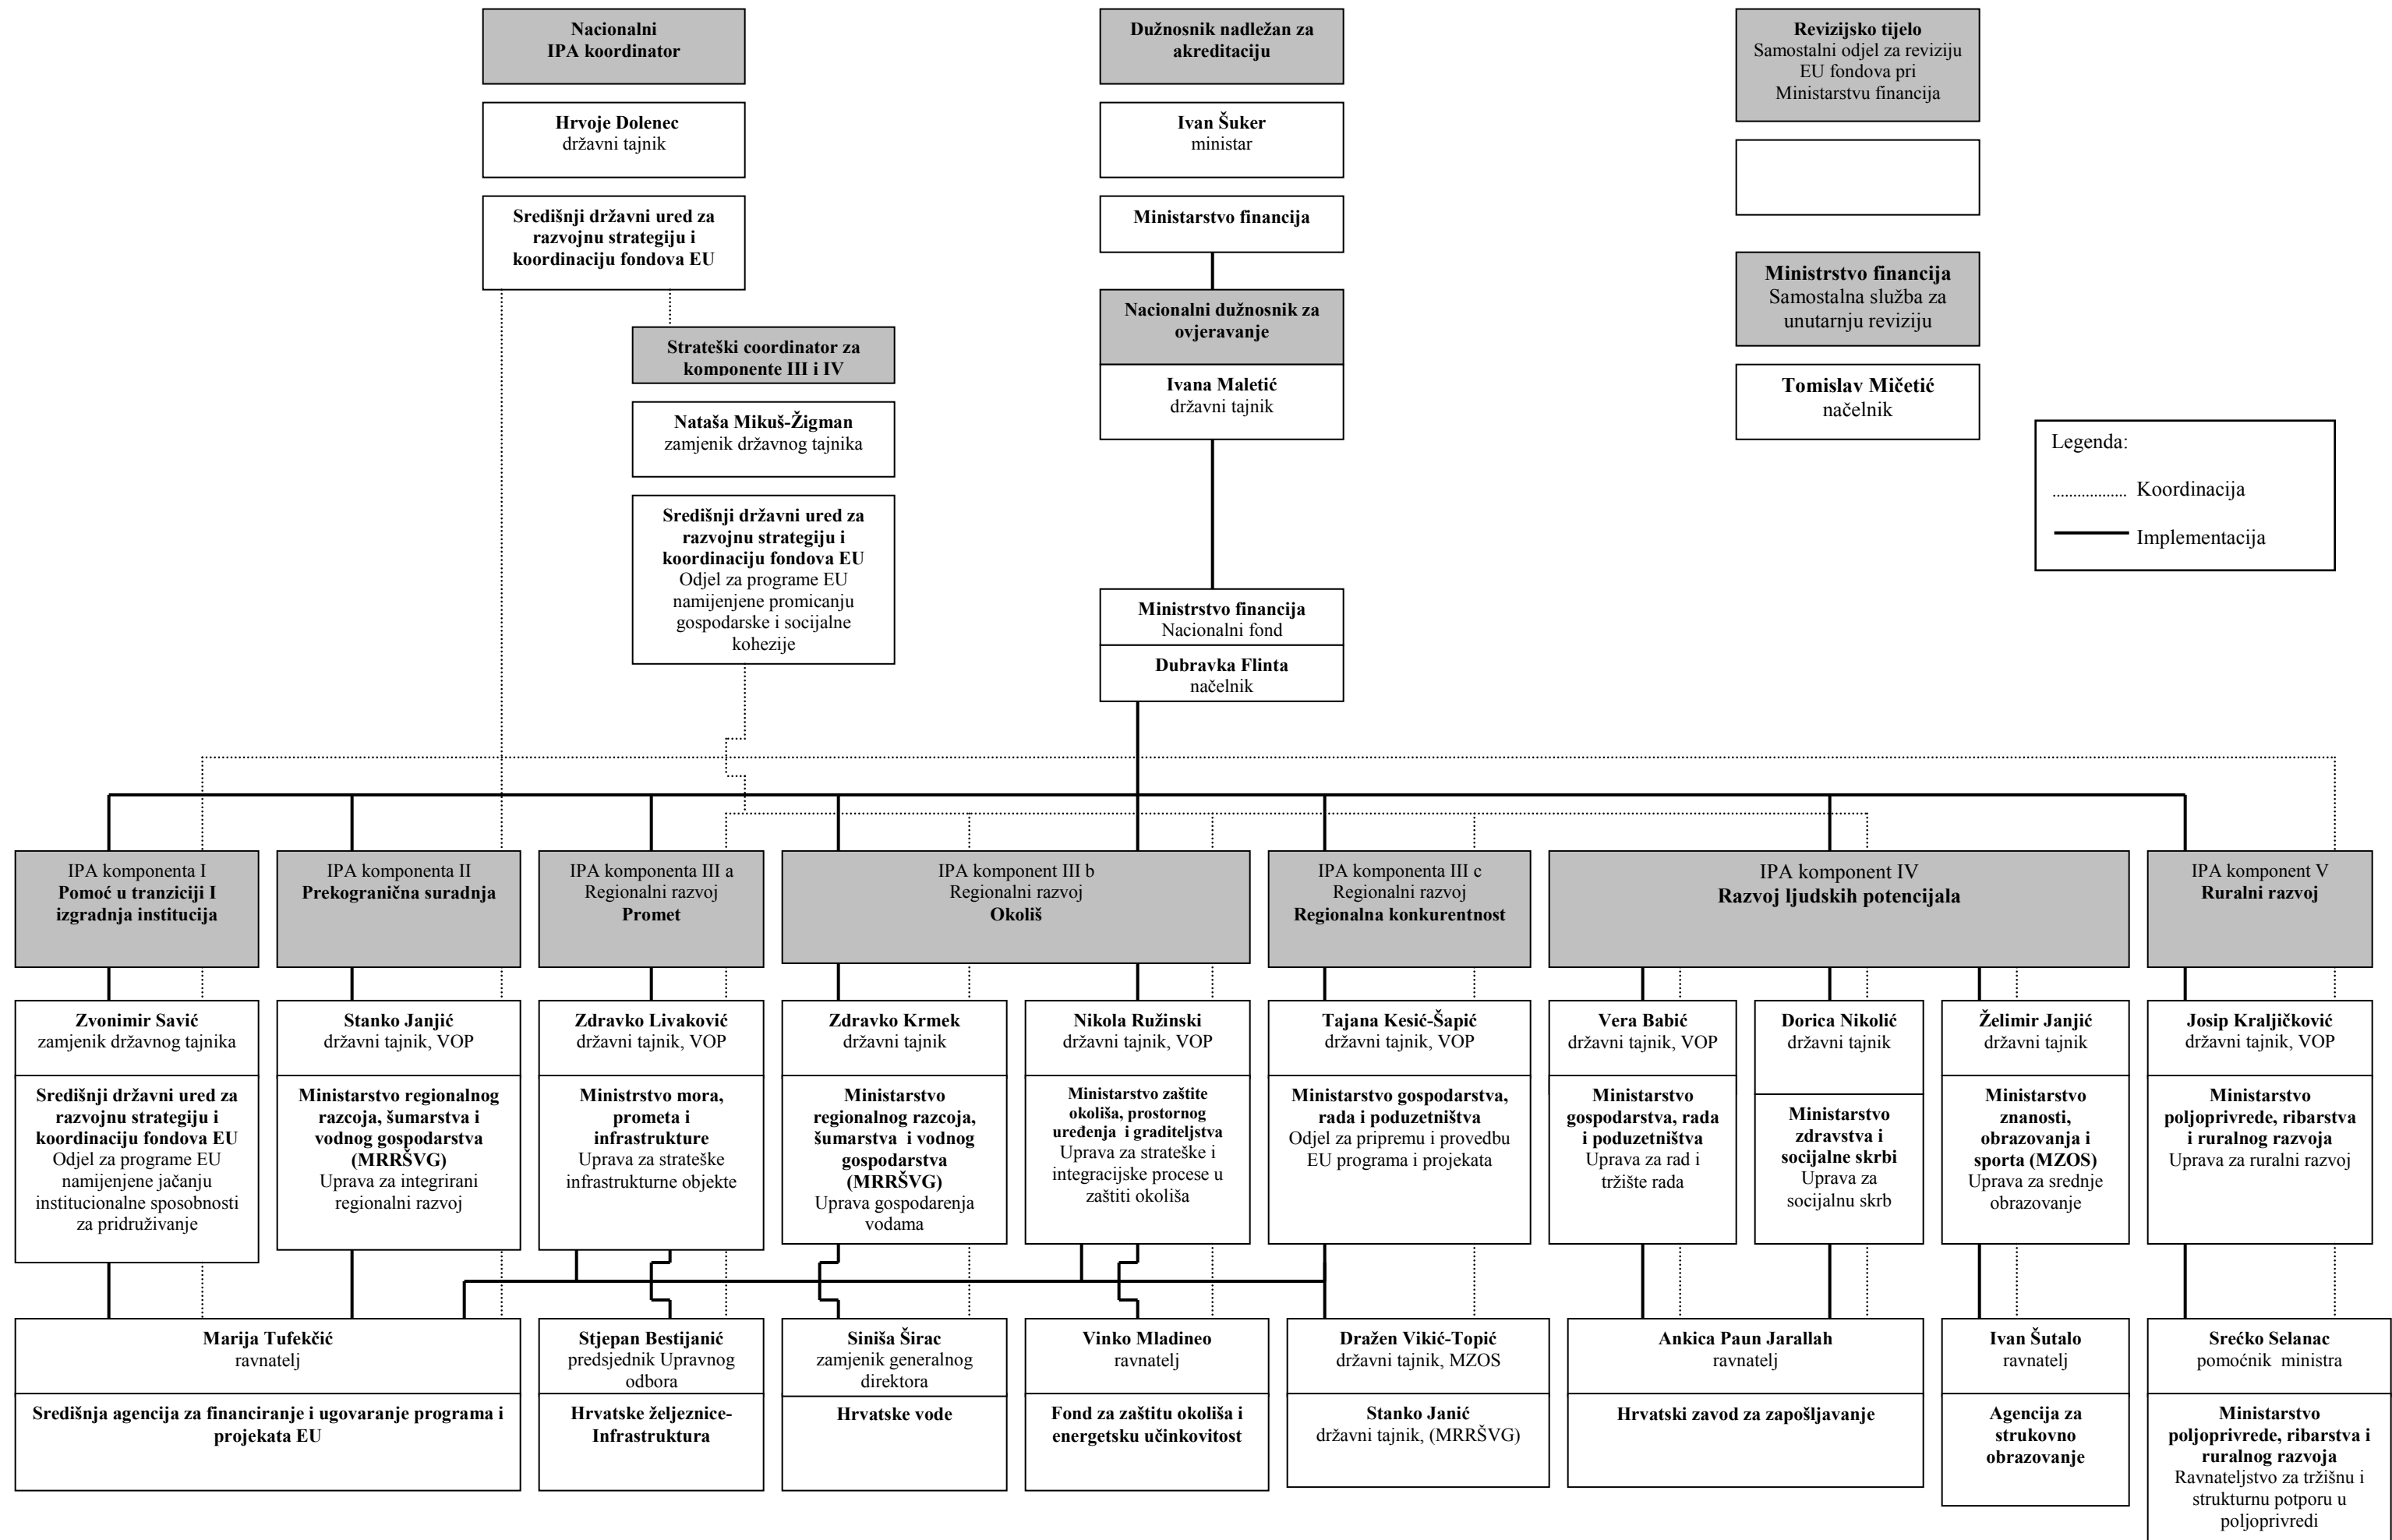 Nacionalni
IPA koordinator
Hrvoje Dolenec
državni tajnik
Središnji državni ured za
razvojnu strategiju i
koordinaciju fondova EU
Strateški coordinator za
komponente III i IV
Nataša Mikuš-Žigman
zamjenik državnog tajnika
Središnji državni ured za
razvojnu strategiju i
koordinaciju fondova EU
Odjel za programe EU
namijenjene promicanju
gospodarske i socijalne
kohezije
Dužnosnik nadležan za
akreditaciju
Ivan Šuker
ministar
Ministarstvo financija
Nacionalni dužnosnik za
ovjeravanje
Ivana Maletić
državni tajnik
Ministrstvo financija
Nacionalni fond
Dubravka Flinta
načelnik
Revizijsko tijelo
Samostalni odjel za reviziju
EU fondova pri
Ministarstvu financija
Ministrstvo financija
Samostalna služba za
unutarnju reviziju
Tomislav Mičetić
načelnik
Legenda:
.................. Koordinacija
Implementacija
IPA komponenta I
Pomoć u tranziciji I
izgradnja institucija
IPA komponenta II
Prekogranična suradnja
IPA komponenta III a
Regionalni razvoj
Promet
IPA component III b
Regionalni razvoj
Okoliš
IPA komponenta III c
Regionalni razvoj
Regionalna konkurentnost
IPA komponent IV
Razvoj ljudskih potencijala
IPA komponent V
Ruralni razvoj
Zvonimir Savić
zamjenik državnog tajnika
Središnji državni ured za
razvojnu strategiju i
koordinaciju fondova EU
Odjel za programe EU
namijenjene jačanju
institucionalne sposobnosti
za pridruživanje
Stanko Janjić
državni tajnik, VOP
Ministarstvo regionalnog
razcoja, šumarstva i
vodnog gospodarstva
(MRRŠVG)
Uprava za integrirani
regionalni razvoj
Zdravko Livaković
državni tajnik, VOP
Ministrstvo mora,
prometa i
infrastrukture
Uprava za strateške
infrastrukturne objekte
Zdravko Krmek
državni tajnik
Ministarstvo
regionalnog razcoja,
šumarstva i vodnog
gospodarstva
(MRRŠVG)
Uprava gospodarenja
vodama
Nikola Ružinski
državni tajnik, VOP
Ministarstvo zaštite
okoliša, prostornog
uređenja i graditeljstva
Uprava za strateške i
integracijske procese u
zaštiti okoliša
Tajana Kesić-Šapić
državni tajnik, VOP
Ministarstvo gospodarstva,
rada i poduzetništva
Odjel za pripremu i provedbu
EU programa i projekata
Vera Babić
državni tajnik, VOP
Ministarstvo
gospodarstva, rada
i poduzetništva
Uprava za rad i
tržište rada
Dorica Nikolić
državni tajnik
Ministarstvo
zdravstva i
socijalne skrbi
Uprava za
socijalnu skrb
Želimir Janjić
državni tajnik
Ministarstvo
znanosti,
obrazovanja i
sporta (MZOS)
Uprava za srednje
obrazovanje
Josip Kraljičković
državni tajnik, VOP
Ministarstvo
poljoprivrede, ribarstva
i ruralnog razvoja
Uprava za ruralni razvoj
Marija Tufekčić
ravnatelj
Središnja agencija za financiranje i ugovaranje programa i
projekata EU
Stjepan Bestijanić
predsjednik Upravnog
odbora
Hrvatske željeznice-
Infrastruktura
Siniša Širac
zamjenik generalnog
direktora
Hrvatske vode
Vinko Mladineo
ravnatelj
Fond za zaštitu okoliša i
energetsku učinkovitost
Dražen Vikić-Topić
državni tajnik, MZOS
Stanko Janić
državni tajnik, (MRRŠVG)
Ankica Paun Jarallah
ravnatelj
Hrvatski zavod za zapošljavanje
Ivan Šutalo
ravnatelj
Agencija za
strukovno
obrazovanje
Srećko Selanac
pomoćnik ministra
Ministarstvo
poljoprivrede, ribarstva i
ruralnog razvoja
Ravnateljstvo za tržišnu i
strukturnu potporu u
poljoprivredi